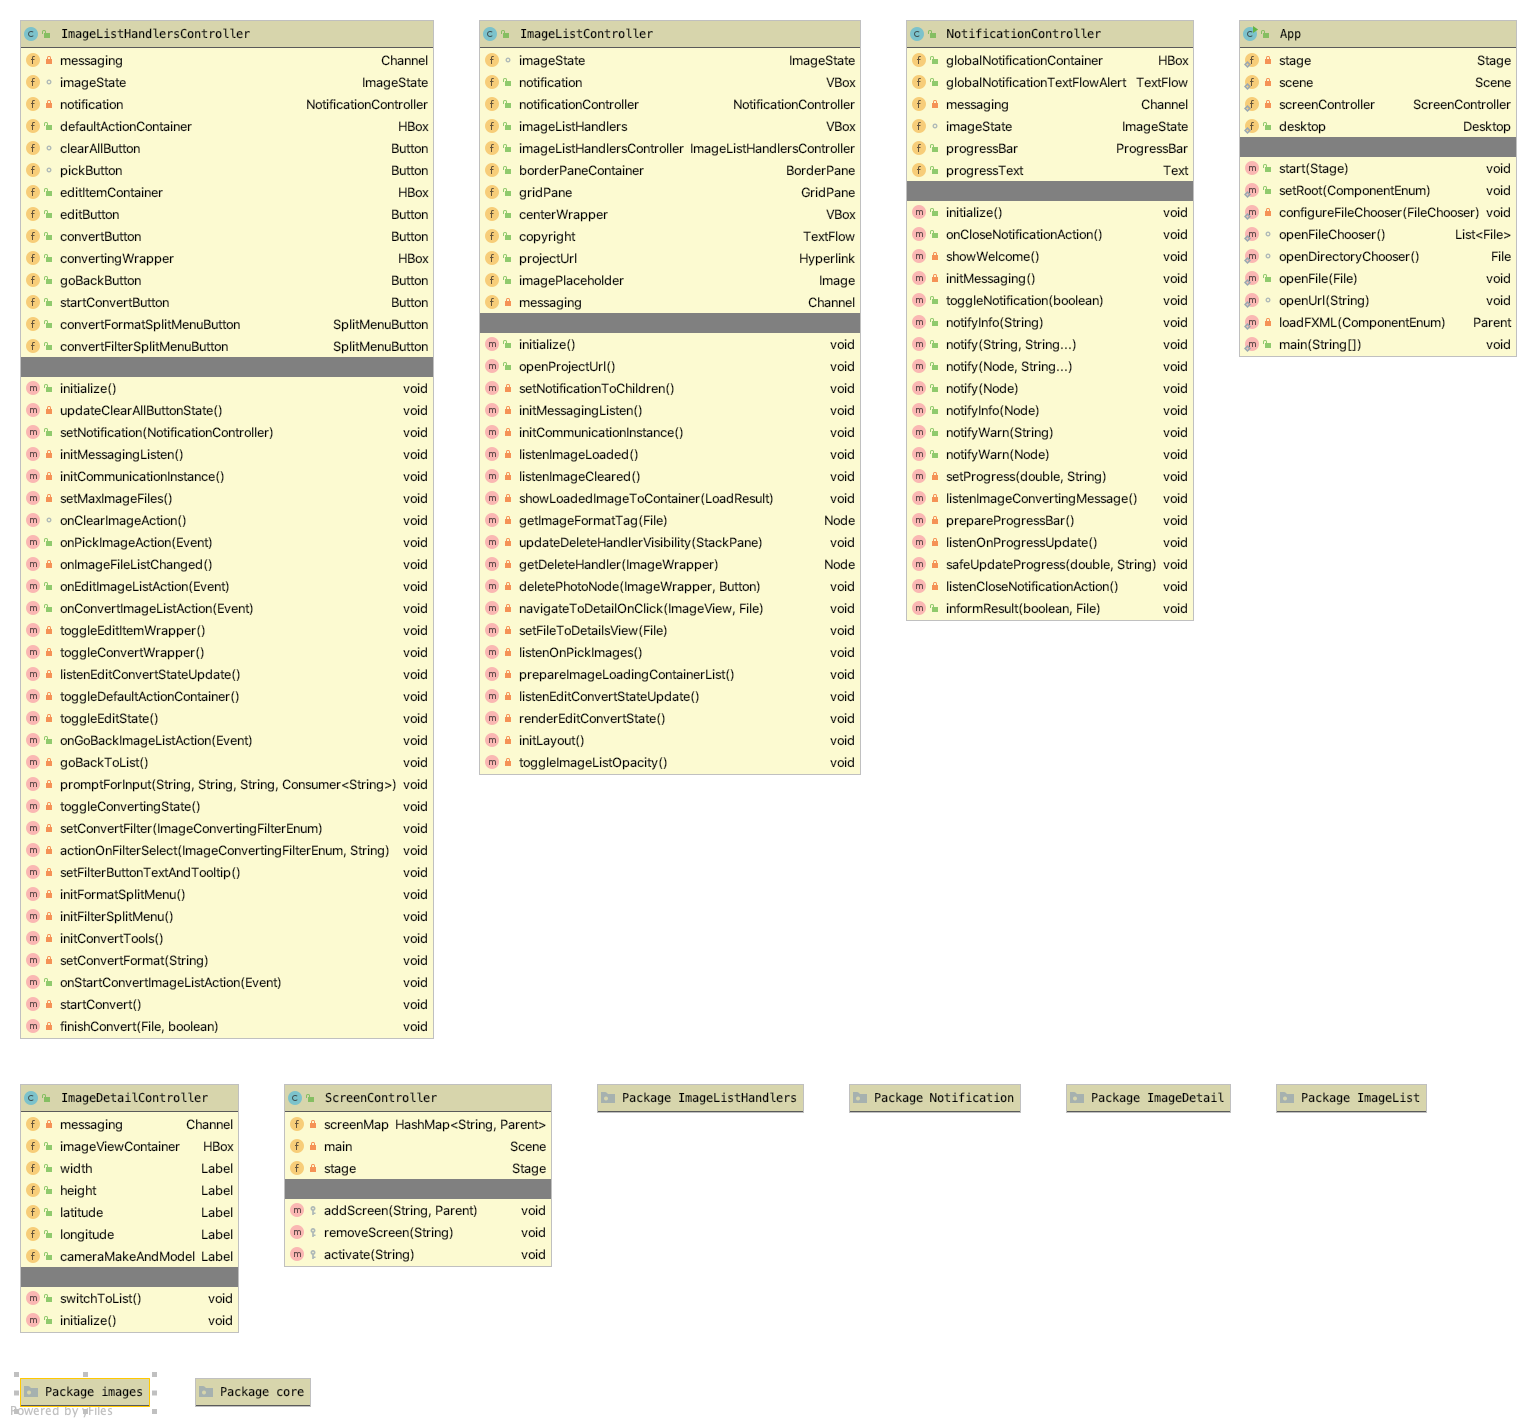 ImageListHandlersController
messaging Channel
imageState ImageState
notification NotificationController
defaultActionContainer HBox
clearAllButton Button
pickButton Button
editItemContainer HBox
editButton Button
convertButton Button
convertingWrapper HBox
goBackButton Button
startConvertButton Button
convertFormatSplitMenuButton SplitMenuButton
convertFilterSplitMenuButton SplitMenuButton
initialize() void
updateClearAllButtonState() void
setNotification(NotificationController) void
initMessagingListen() void
initCommunicationInstance() void
setMaxImageFiles() void
onClearImageAction() void
onPickImageAction(Event) void
onImageFileListChanged() void
onEditImageListAction(Event) void
onConvertImageListAction(Event) void
toggleEditItemWrapper() void
toggleConvertWrapper() void
listenEditConvertStateUpdate() void
toggleDefaultActionContainer() void
toggleEditState() void
onGoBackImageListAction(Event) void
goBackToList() void
promptForInput(String, String, String, Consumer<String>) void
toggleConvertingState() void
setConvertFilter(ImageConvertingFilterEnum) void
actionOnFilterSelect(ImageConvertingFilterEnum, String) void
setFilterButtonTextAndTooltip() void
initFormatSplitMenu() void
initFilterSplitMenu() void
initConvertTools() void
setConvertFormat(String) void
onStartConvertImageListAction(Event) void
startConvert() void
finishConvert(File, boolean) void
ImageListController
imageState ImageState
notification VBox
notificationController NotificationController
imageListHandlers VBox
imageListHandlersController ImageListHandlersController
borderPaneContainer BorderPane
gridPane GridPane
centerWrapper VBox
copyright TextFlow
projectUrl Hyperlink
imagePlaceholder Image
messaging Channel
initialize() void
openProjectUrl() void
setNotificationToChildren() void
initMessagingListen() void
initCommunicationInstance() void
listenImageLoaded() void
listenImageCleared() void
showLoadedImageToContainer(LoadResult) void
getImageFormatTag(File) Node
updateDeleteHandlerVisibility(StackPane) void
getDeleteHandler(ImageWrapper) Node
deletePhotoNode(ImageWrapper, Button) void
navigateToDetailOnClick(ImageView, File) void
setFileToDetailsView(File) void
listenOnPickImages() void
prepareImageLoadingContainerList() void
listenEditConvertStateUpdate() void
renderEditConvertState() void
initLayout() void
toggleImageListOpacity() void
NotificationController
globalNotificationContainer HBox
globalNotificationTextFlowAlert TextFlow
messaging Channel
imageState ImageState
progressBar ProgressBar
progressText Text
initialize() void
onCloseNotificationAction() void
showWelcome() void
initMessaging() void
toggleNotification(boolean) void
notifyInfo(String) void
notify(String, String...) void
notify(Node, String...) void
notify(Node) void
notifyInfo(Node) void
notifyWarn(String) void
notifyWarn(Node) void
setProgress(double, String) void
listenImageConvertingMessage() void
prepareProgressBar() void
listenOnProgressUpdate() void
safeUpdateProgress(double, String) void
listenCloseNotificationAction() void
informResult(boolean, File) void
App
stage Stage
scene Scene
screenController ScreenController
desktop Desktop
start(Stage) void
setRoot(ComponentEnum) void
configureFileChooser(FileChooser) void
openFileChooser() List<File>
openDirectoryChooser() File
openFile(File) void
openUrl(String) void
loadFXML(ComponentEnum) Parent
main(String[]) void
ImageDetailController
messaging Channel
imageViewContainer HBox
width Label
height Label
latitude Label
longitude Label
cameraMakeAndModel Label
switchToList() void
initialize() void
ScreenController
screenMap HashMap<String, Parent>
main Scene
stage Stage
addScreen(String, Parent) void
removeScreen(String) void
activate(String) void
Package ImageListHandlers
Package Notification
Package ImageDetail
Package ImageList
Package images
Package core
Powered by yFiles